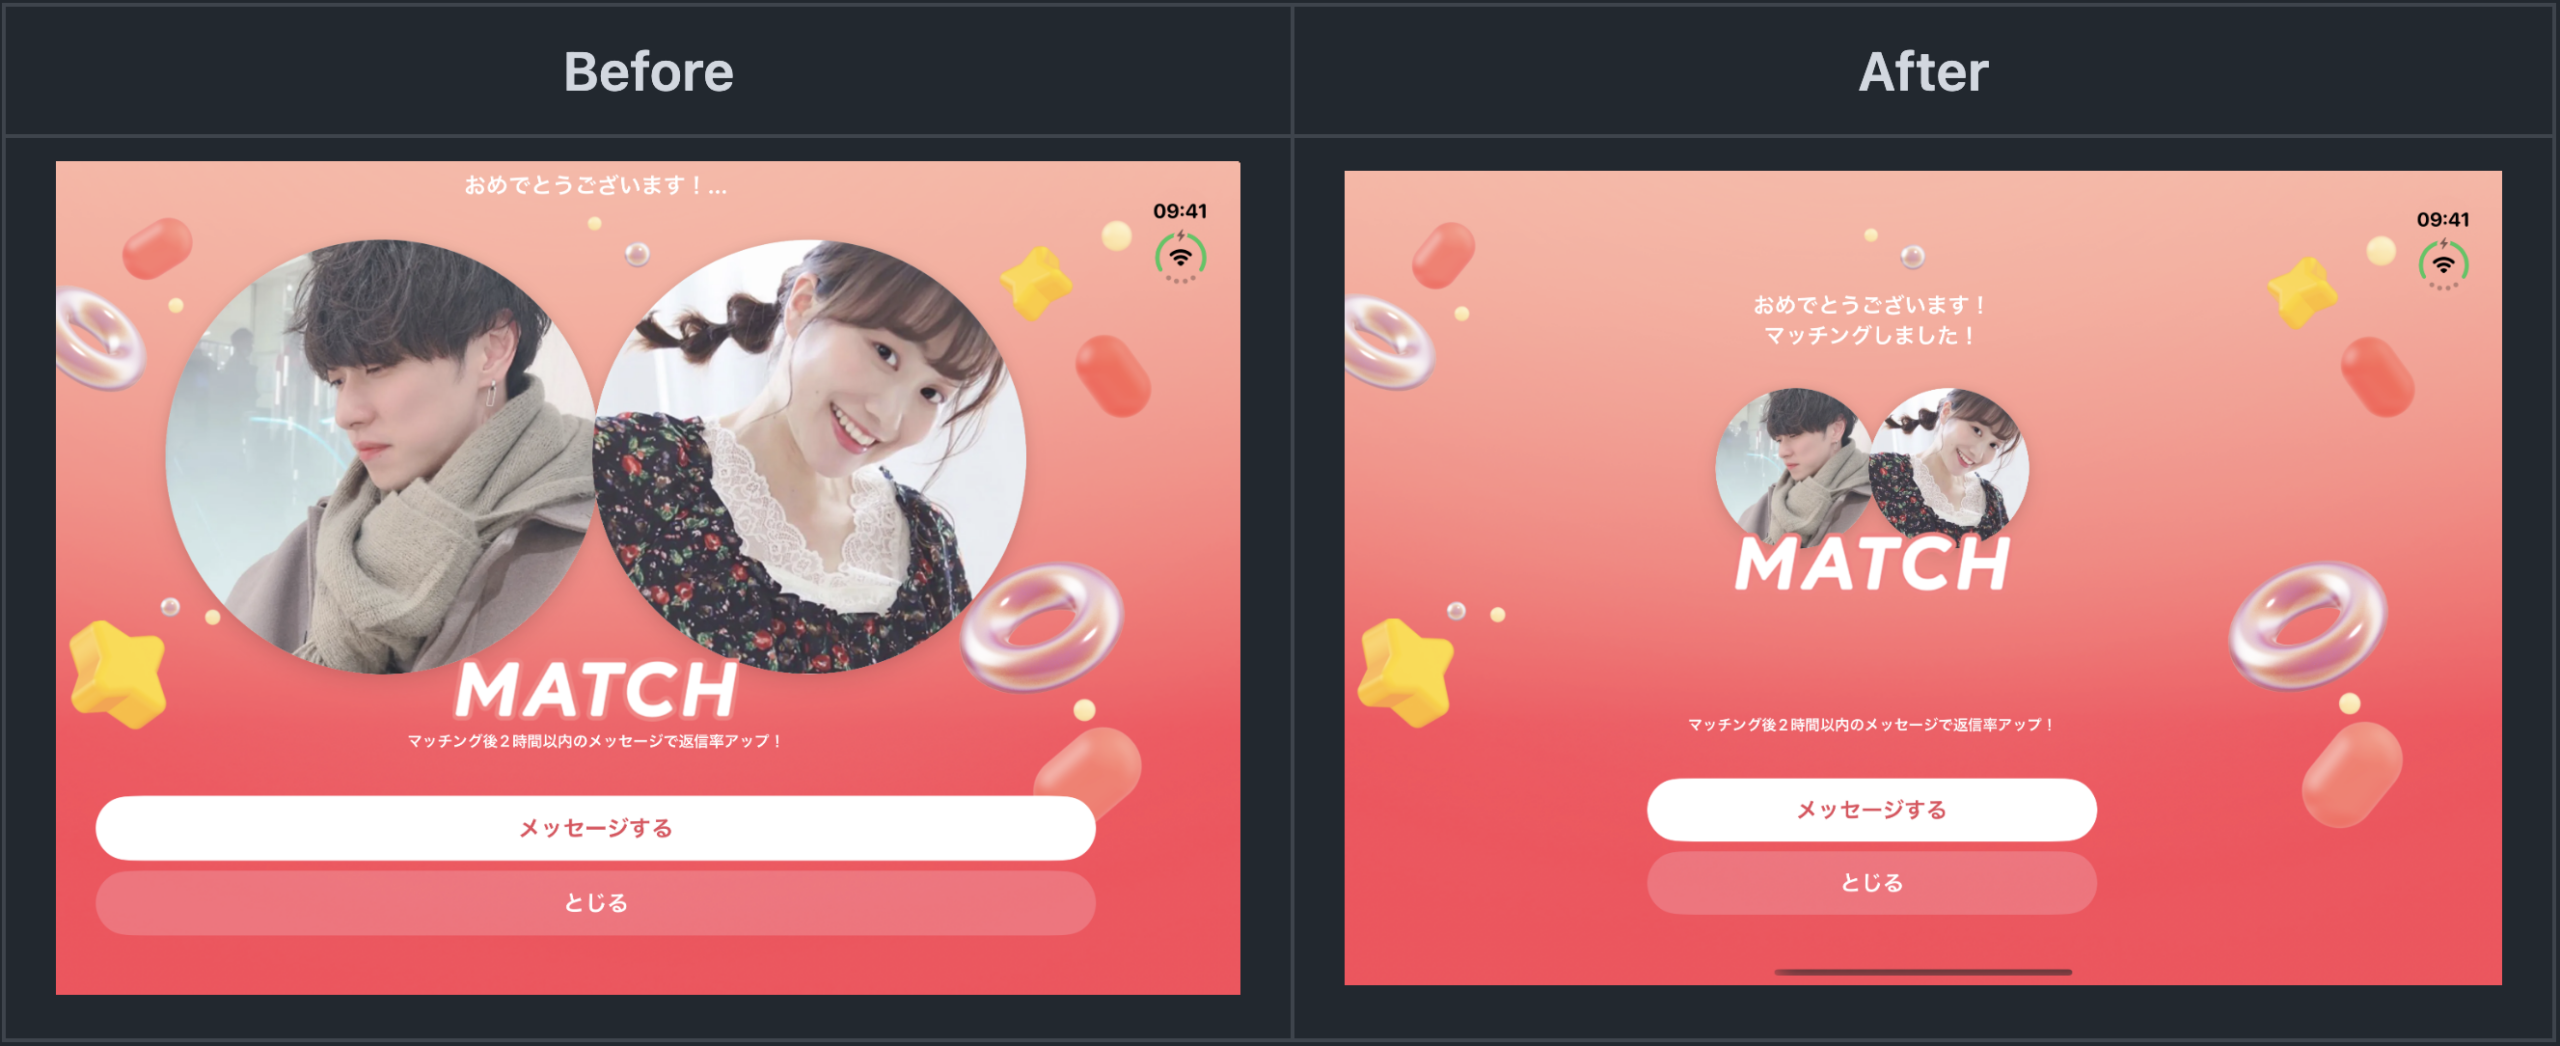 Before
After
おめでとうございます！...
09:41
MATCH
マッチング後２時間以内のメッセージで返信率アップ！
メッセージする
とじる
09:41
おめでとうございます！
マッチングしました！
MATCH
マッチング後２時間以内のメッセージで返信率アップ！
メッセージする
とじる